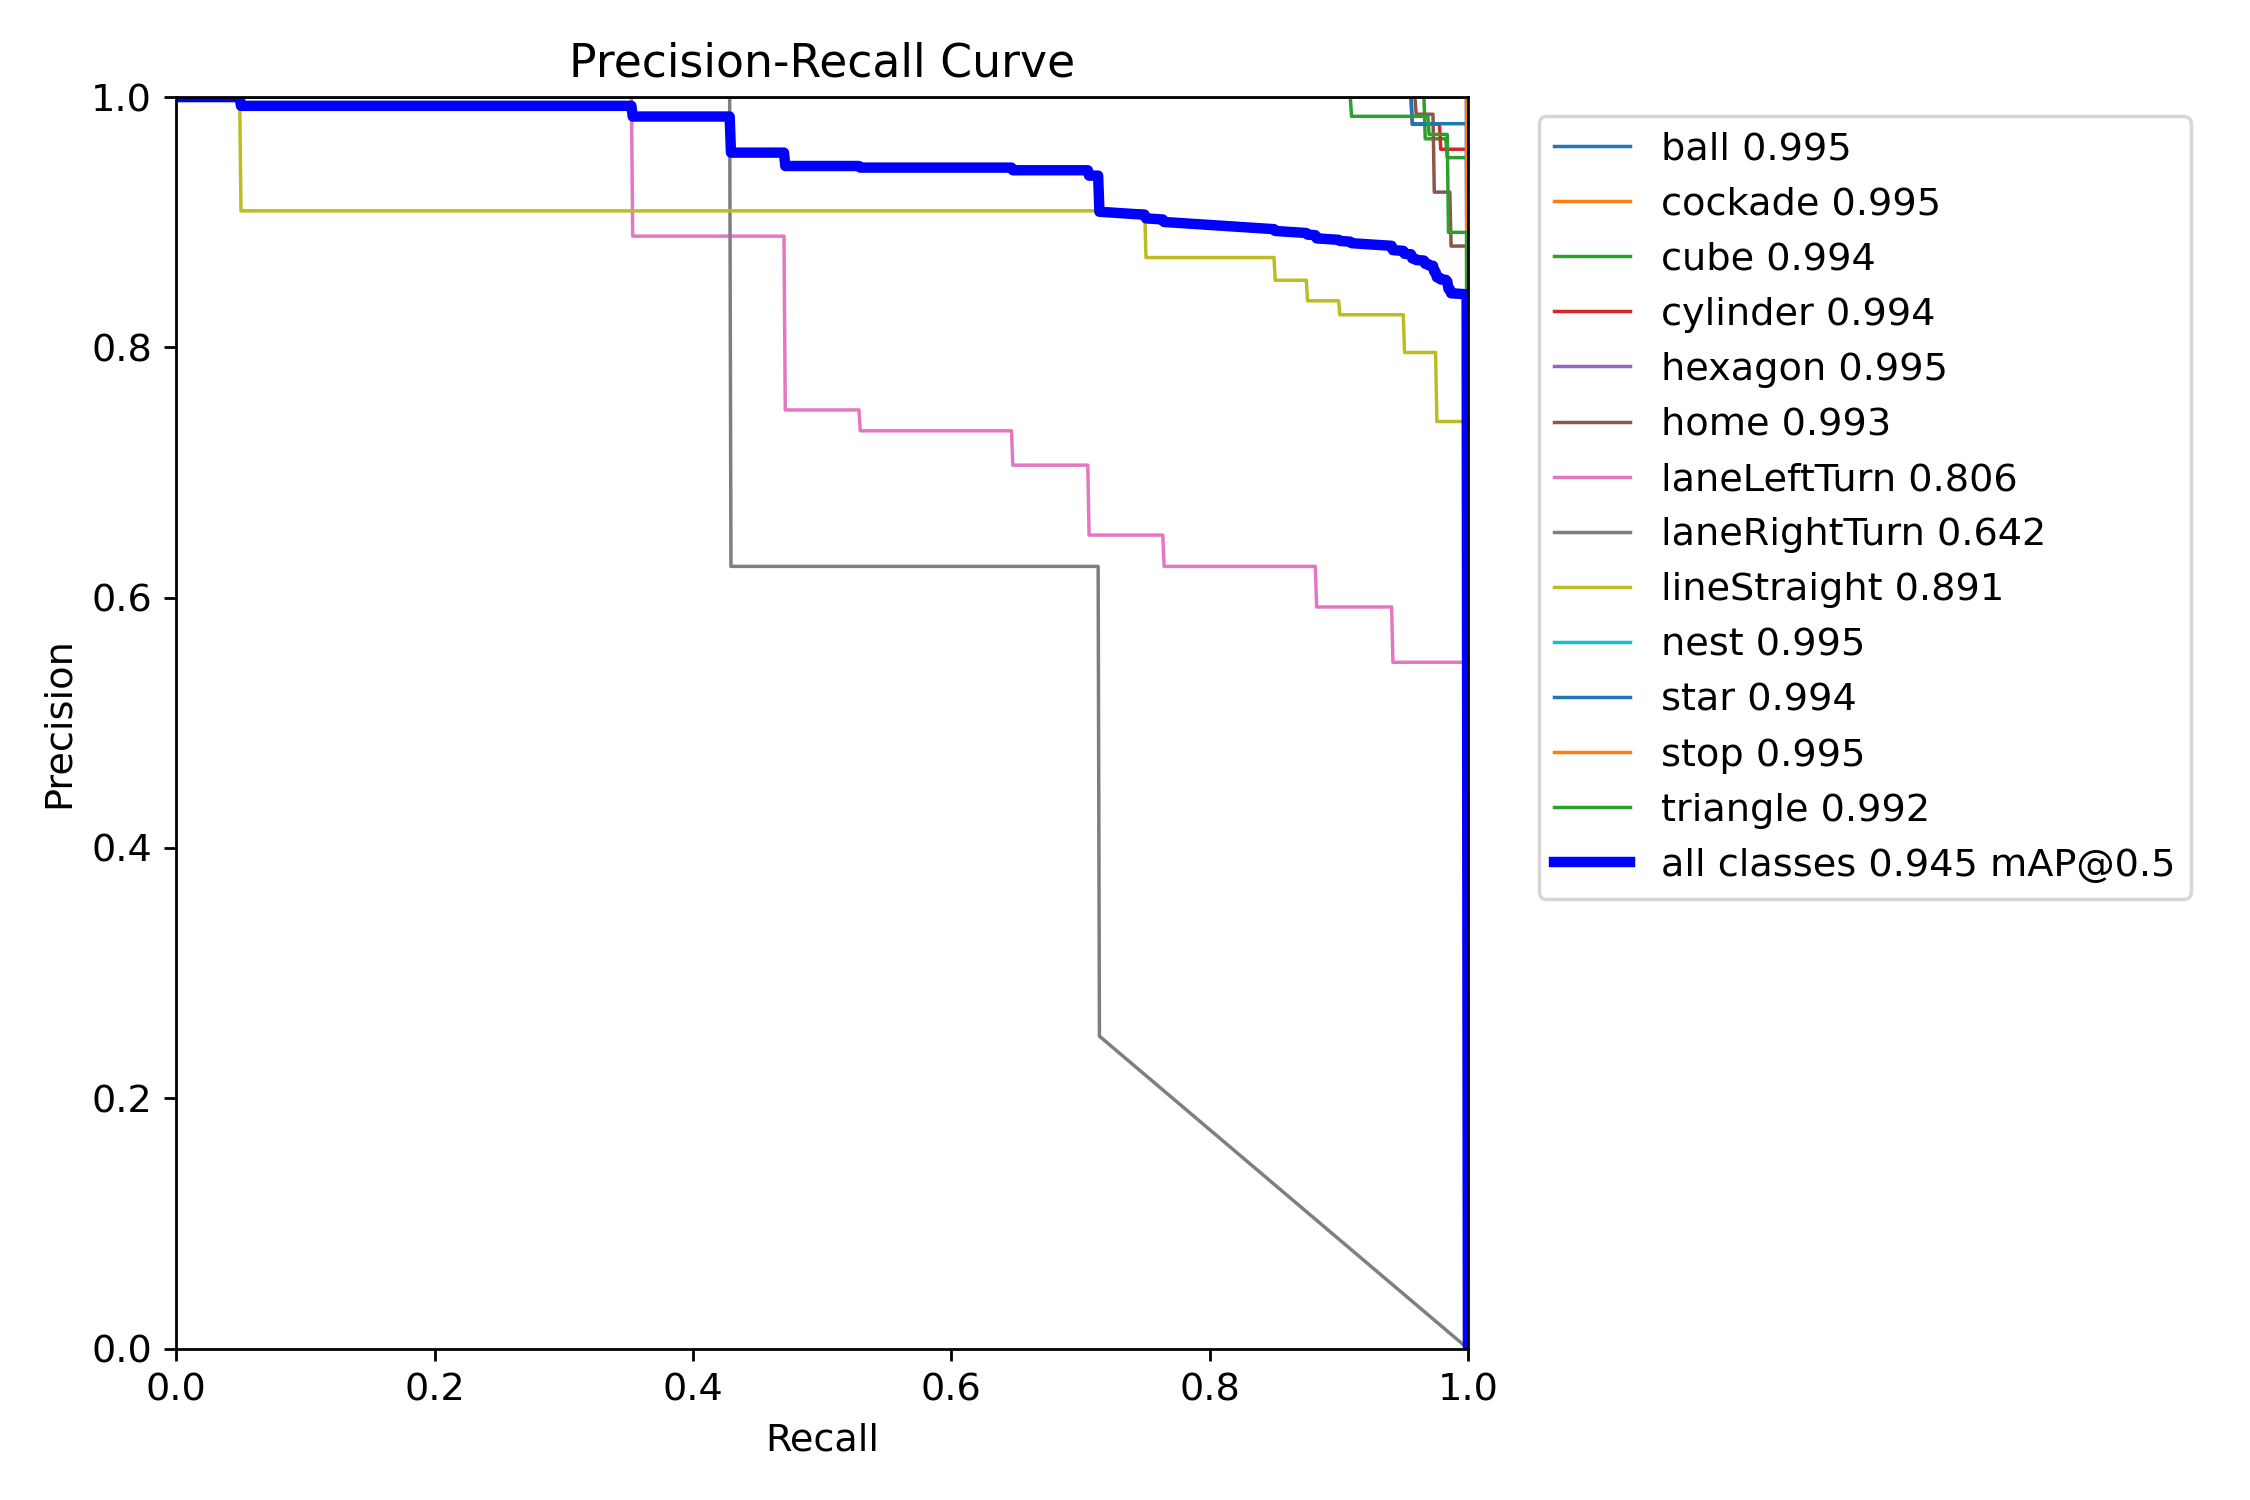 Precision-Recall Curve
1.0
0.8
0.6
0.4
0.2
0.0
Precision
0.0 0.2 0.4 0.6 0.8 1.0
Recall
ball 0.995
cockade 0.995
cube 0.994
cylinder 0.994
hexagon 0.995
home 0.993
laneLeftTurn 0.806
laneRightTurn 0.642
lineStraight 0.891
nest 0.995
star 0.994
stop 0.995
triangle 0.992
all classes 0.945 mAP@0.5